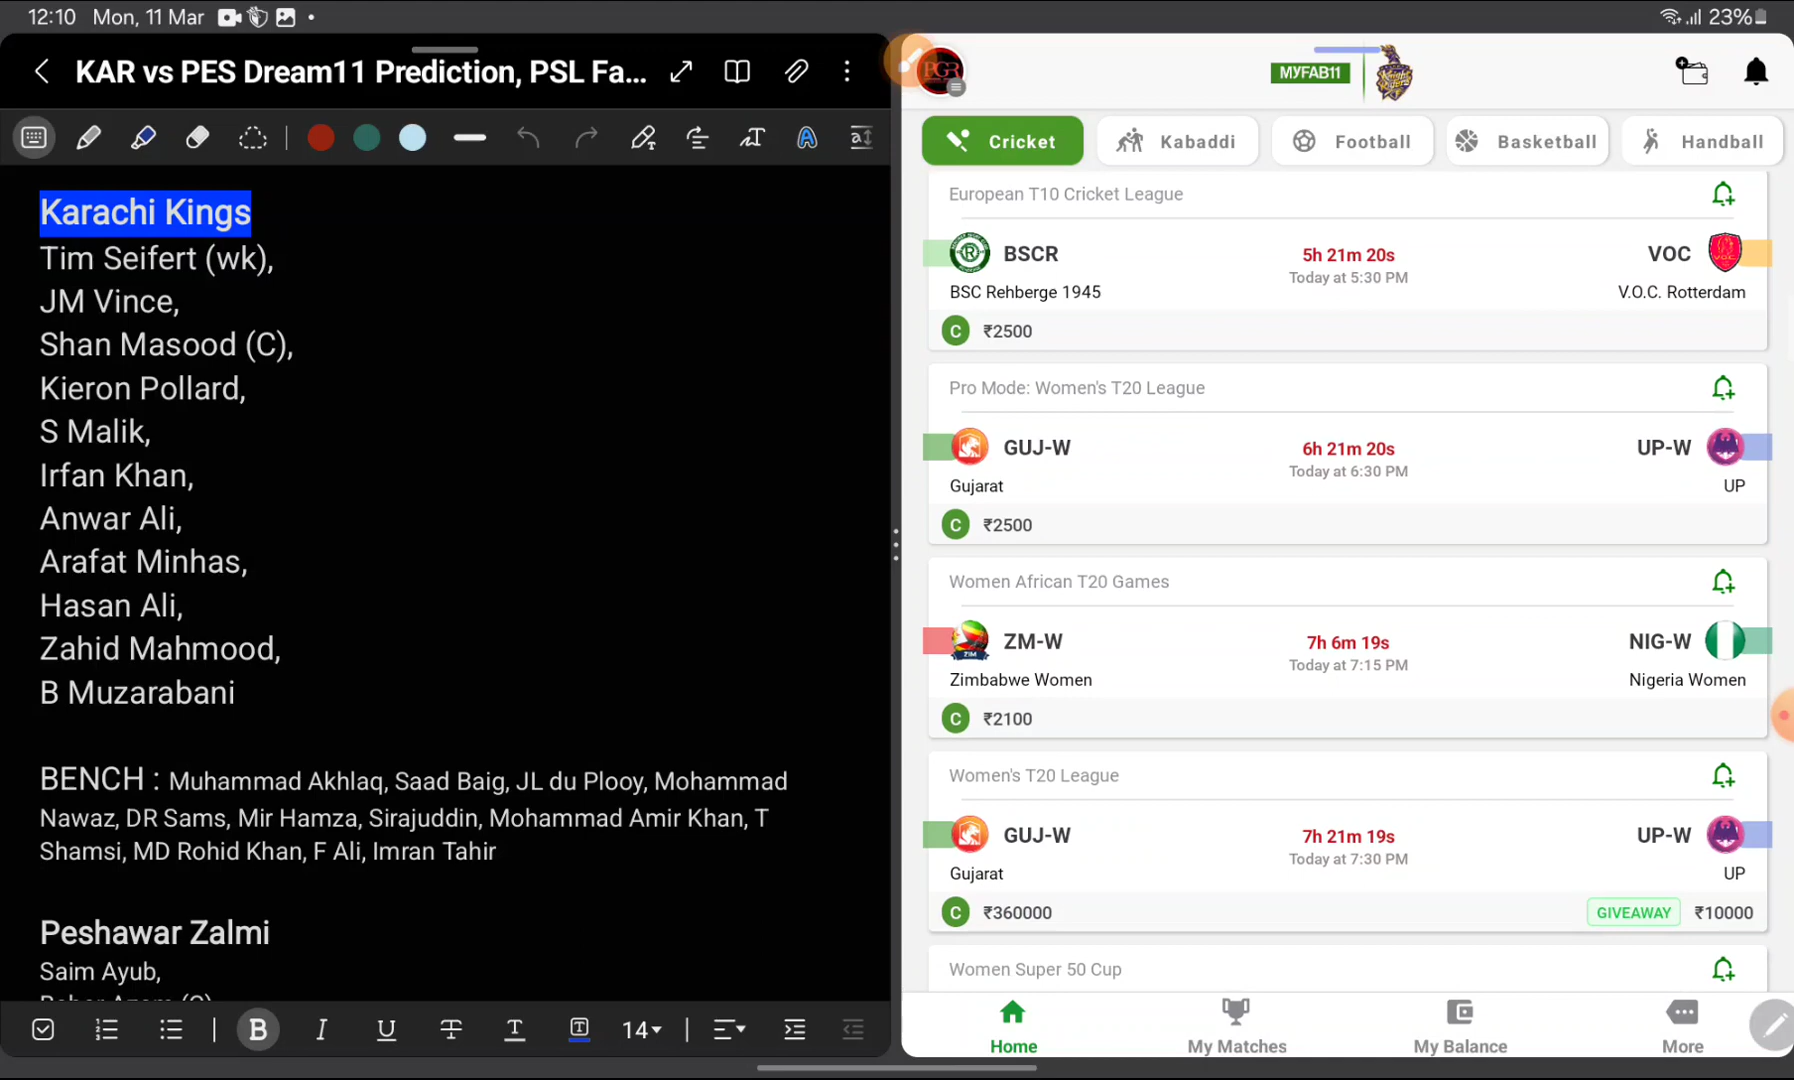 12:10 Mon, 11 Mar
23%
KAR vs PES Dream11 Prediction, PSL Fa...
Karachi Kings
Tim Seifert (wk),
JM Vince,
Shan Masood (C),
Kieron Pollard,
S Malik,
Irfan Khan,
Anwar Ali,
Arafat Minhas,
Hasan Ali,
Zahid Mahmood,
B Muzarabani
BENCH : Muhammad Akhlaq, Saad Baig, JL du Plooy, Mohammad
Nawaz, DR Sams, Mir Hamza, Sirajuddin, Mohammad Amir Khan, T
Shamsi, MD Rohid Khan, F Ali, Imran Tahir
Peshawar Zalmi
Saim Ayub,
Babar Azam (C)
B I U T T T 14
PGR
MYFAB11
Cricket Kabaddi Football Basketball Handball
European T10 Cricket League
BSCR 5h 21m 20s VOC
Today at 5:30 PM
BSC Rehberge 1945 V.O.C. Rotterdam
C ₹2500
Pro Mode: Women's T20 League
GUJ-W 6h 21m 20s UP-W
Today at 6:30 PM
Gujarat UP
C ₹2500
Women African T20 Games
ZM-W 7h 6m 19s NIG-W
Today at 7:15 PM
Zimbabwe Women Nigeria Women
C ₹2100
Women's T20 League
GUJ-W 7h 21m 19s UP-W
Today at 7:30 PM
Gujarat UP
C ₹360000 GIVEAWAY ₹10000
Women Super 50 Cup
Home My Matches My Balance More